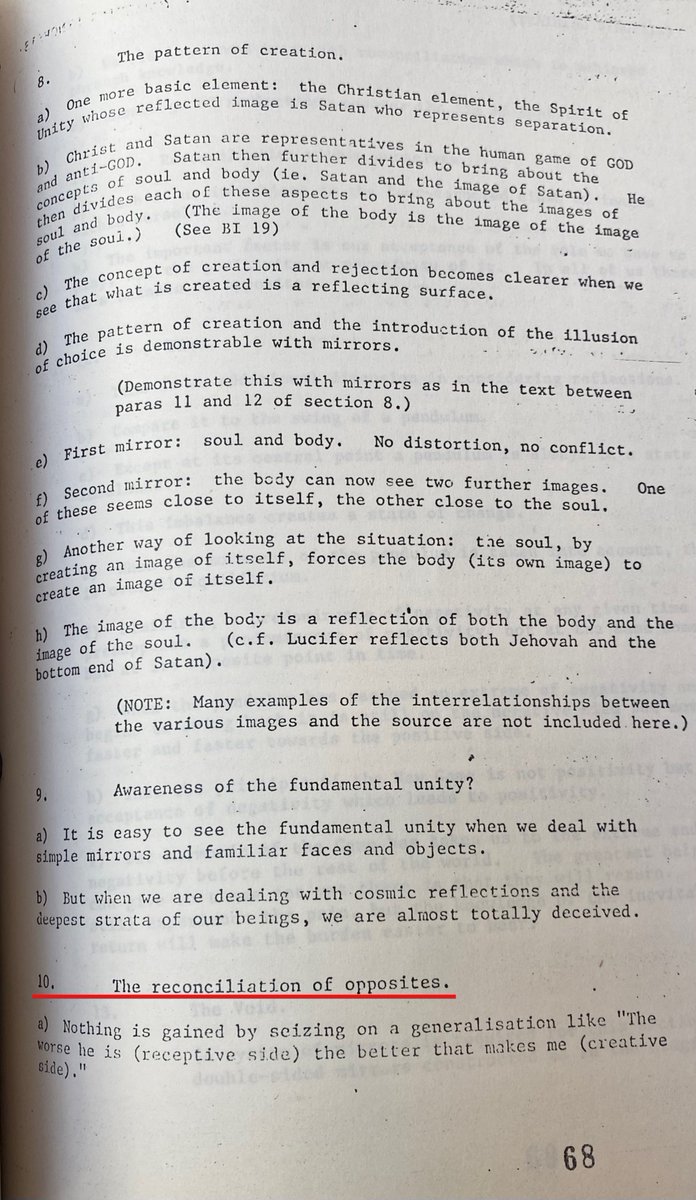 8. The pattern of creation.
a) One more basic element: the Christian element, the Spirit of
Unity whose reflected image is Satan who represents separation.
b) Christ and Satan are representatives in the human game of GOD
and anti-GOD. Satan then further divides to bring about the
concepts of soul and body (ie. Satan and the image of Satan). He
then divides each of these aspects to bring about the images of
soul and body. (The image of the body is the image of the image
of the soul.) (See BI 19)
c) The concept of creation and rejection becomes clearer when we
see that what is created is a reflecting surface.
d) The pattern of creation and the introduction of the illusion
of choice is demonstrable with mirrors.
(Demonstrate this with mirrors as in the text between
paras 11 and 12 of section 8.)
e) First mirror: soul and body. No distortion, no conflict.
f) Second mirror: the body can now see two further images. One
of these seems close to itself, the other close to the soul.
g) Another way of looking at the situation: the soul, by
creating an image of itself, forces the body (its own image) to
create an image of itself.
h) The image of the body is a reflection of both the body and the
image of the soul. (c.f. Lucifer reflects both Jehovah and the
bottom end of Satan).
(NOTE: Many examples of the interrelationships between
the various images and the source are not included here.)
9. Awareness of the fundamental unity?
a) It is easy to see the fundamental unity when we deal with
simple mirrors and familiar faces and objects.
b) But when we are dealing with cosmic reflections and the
deepest strata of our beings, we are almost totally deceived.
10. The reconciliation of opposites.
a) Nothing is gained by seizing on a generalisation like "The
worse he is (receptive side) the better that makes me (creative
side)."
68